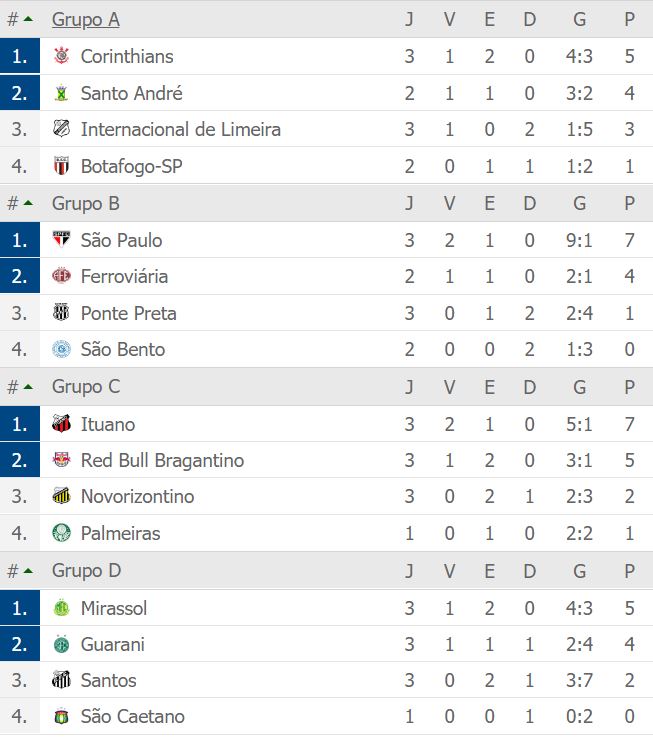 # Grupo A J V E D G P
1. Corinthians 3 1 2 0 4:3 5
2. Santo André 2 1 1 0 3:2 4
3. Internacional de Limeira 3 1 0 2 1:5 3
4. Botafogo-SP 2 0 1 1 1:2 1
# Grupo B J V E D G P
1. São Paulo 3 2 1 0 9:1 7
2. Ferroviária 2 1 1 0 2:1 4
3. Ponte Preta 3 0 1 2 2:4 1
4. São Bento 2 0 0 2 1:3 0
# Grupo C J V E D G P
1. Ituano 3 2 1 0 5:1 7
2. Red Bull Bragantino 3 1 2 0 3:1 5
3. Novorizontino 3 0 2 1 2:3 2
4. Palmeiras 1 0 1 0 2:2 1
# Grupo D J V E D G P
1. Mirassol 3 1 2 0 4:3 5
2. Guarani 3 1 1 1 2:4 4
3. Santos 3 0 2 1 3:7 2
4. São Caetano 1 0 0 1 0:2 0